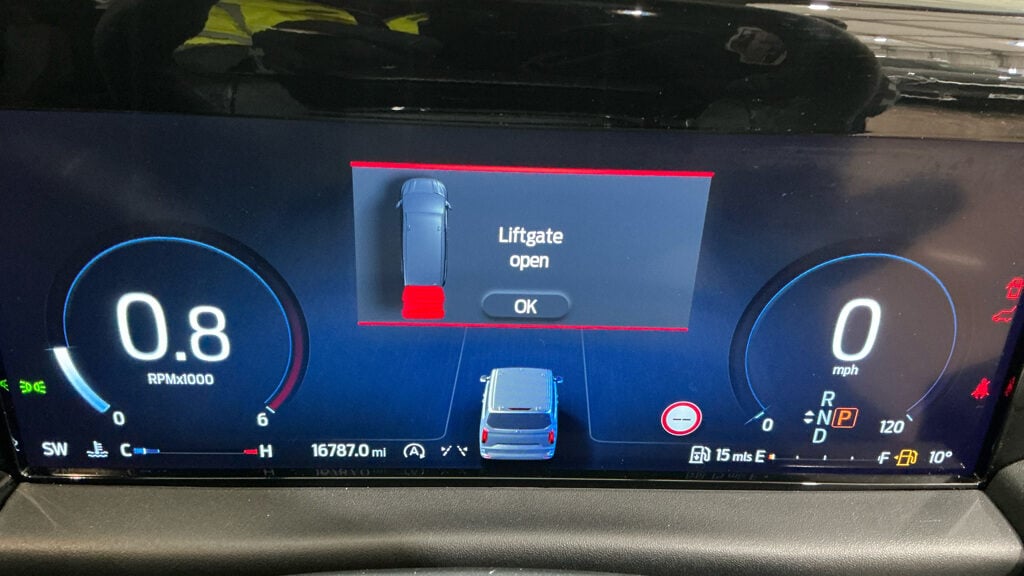 Liftgate
open
OK
0.8
RPMx1000
0
6
0
mph
R
N P
D
0
120
SW
C
H
16787.0 mi
A
--
15 mls E
F
10°